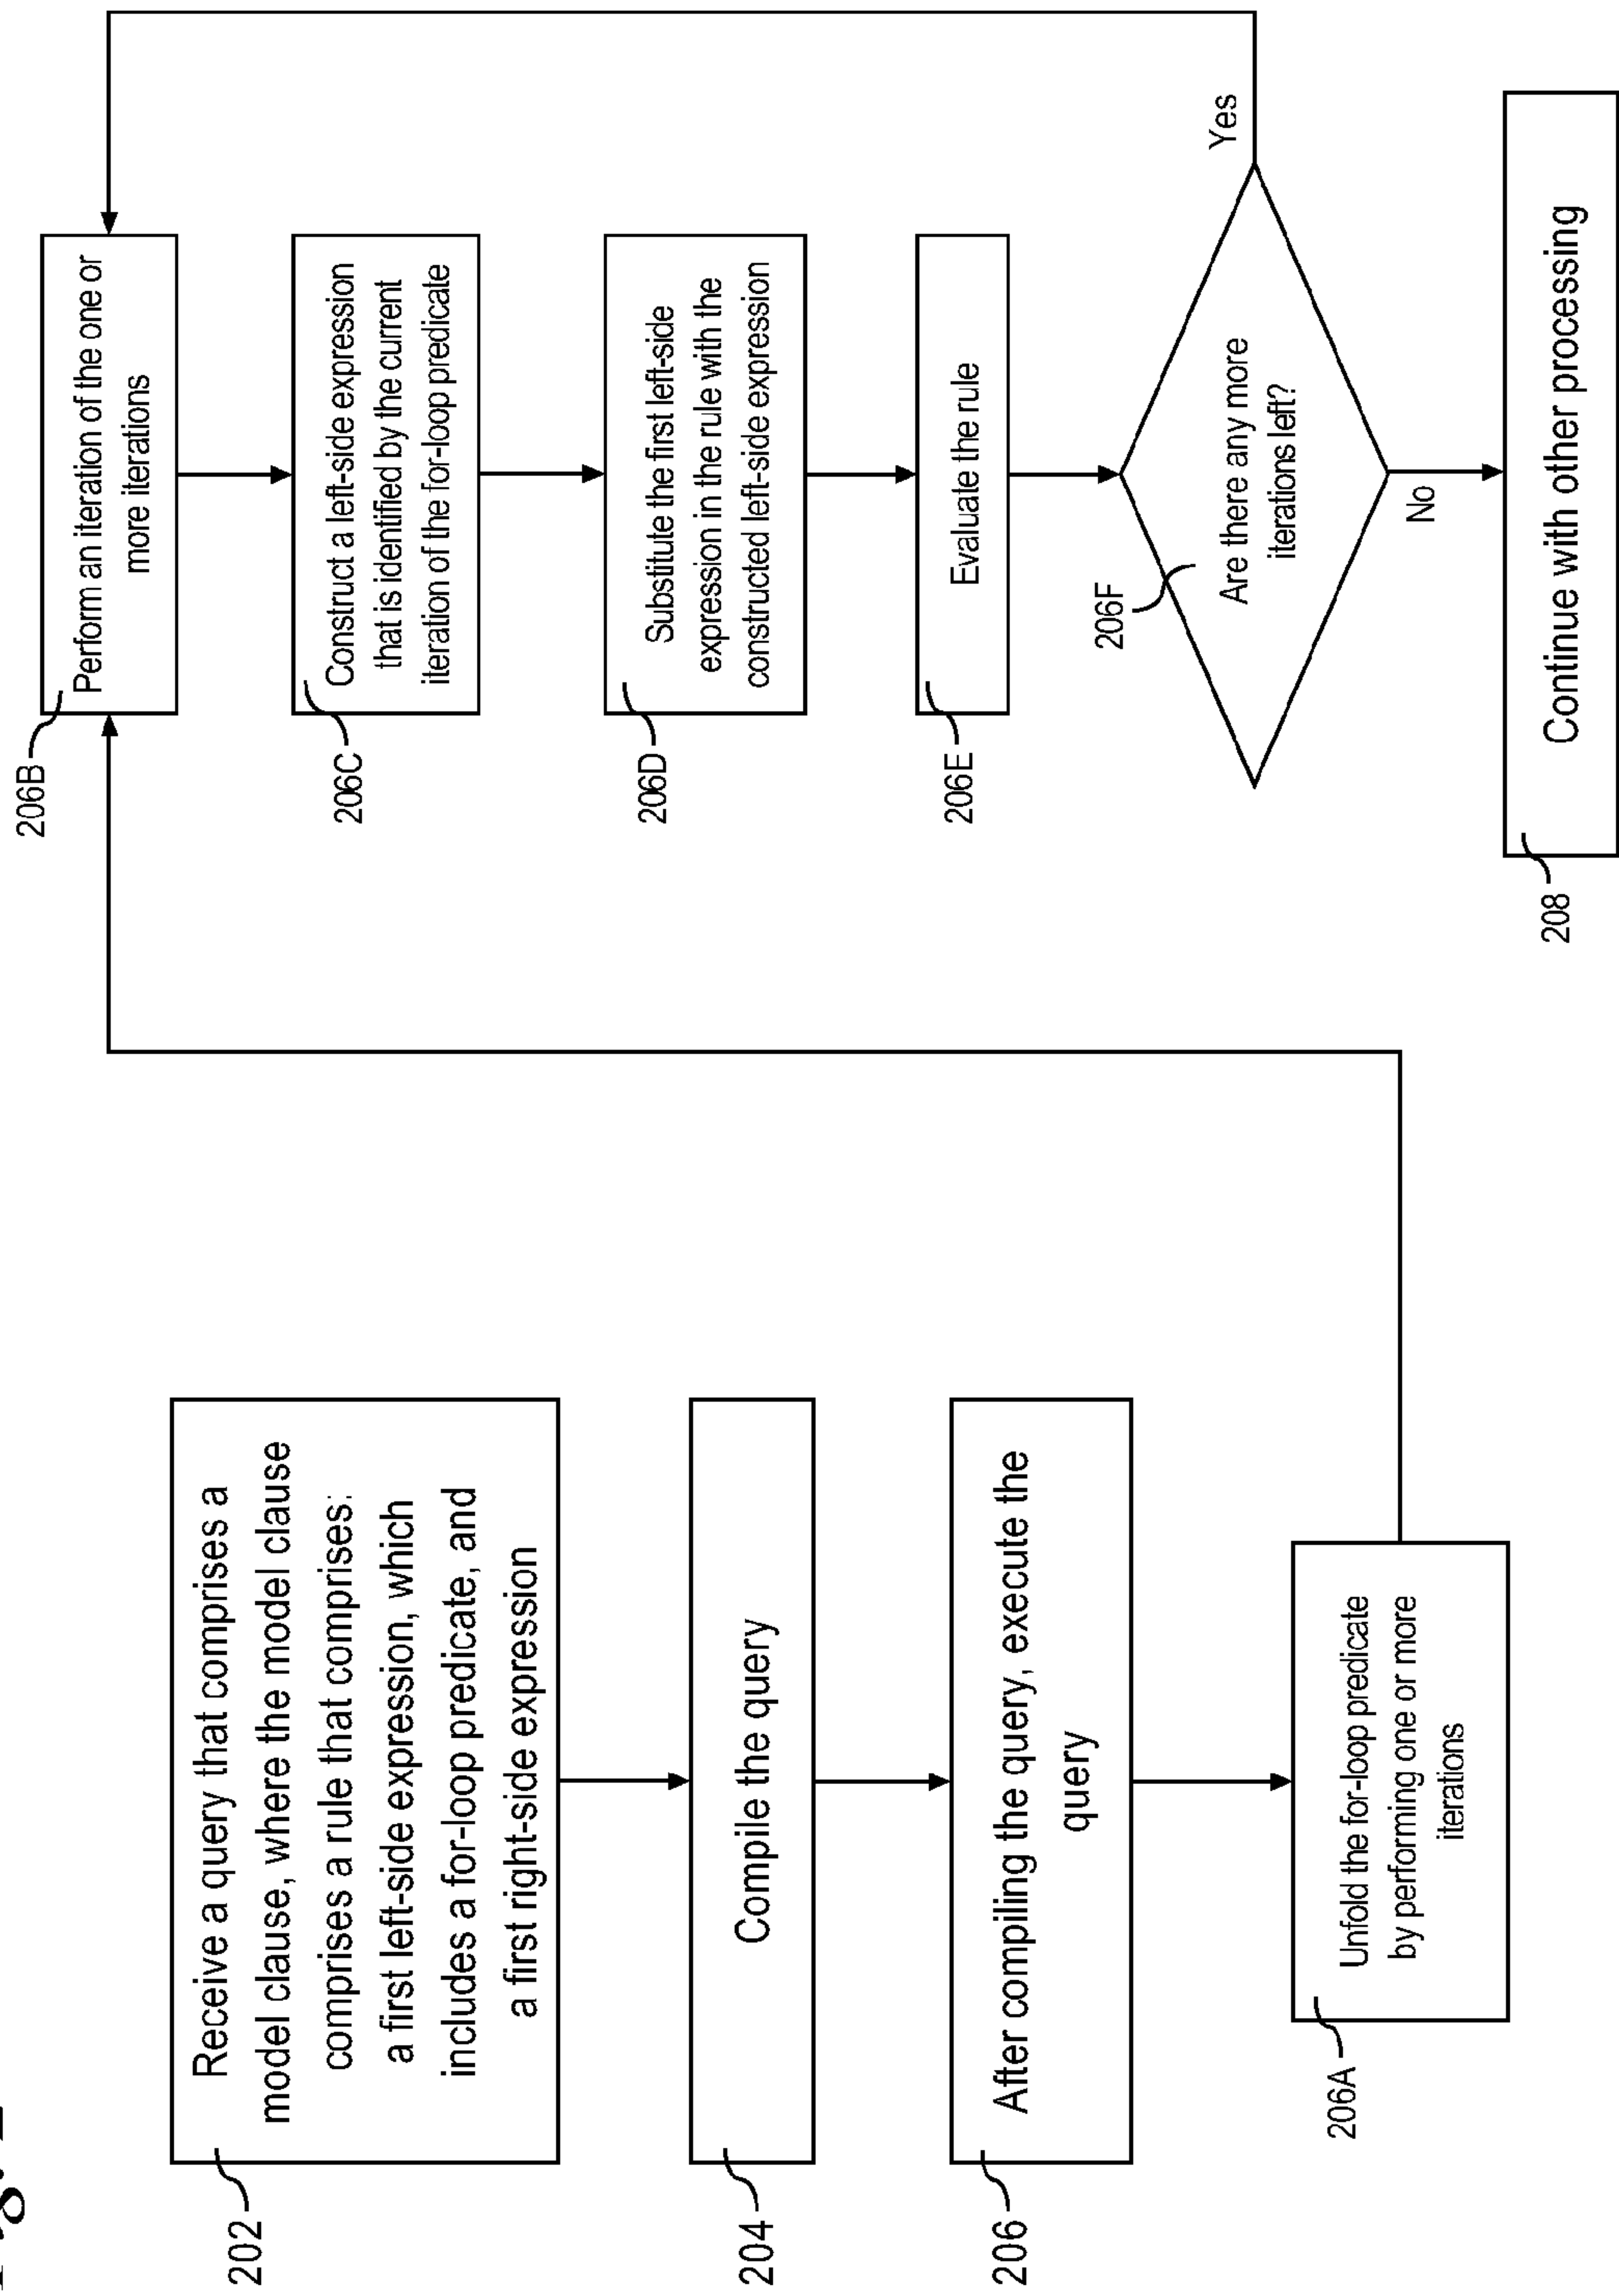 202
Receive a query that comprises a
model clause, where the model clause
comprises a rule that comprises:
a first left-side expression, which
includes a for-loop predicate, and
a first right-side expression
204
Compile the query
206
After compiling the query, execute the
query
206A
Unfold the for-loop predicate
by performing one or more
iterations
206B
Perform an iteration of the one or
more iterations
206C
Construct a left-side expression
that is identified by the current
iteration of the for-loop predicate
206D
Substitute the first left-side
expression in the rule with the
constructed left-side expression
206E
Evaluate the rule
206F
Are there any more
iterations left?
Yes
No
208
Continue with other processing